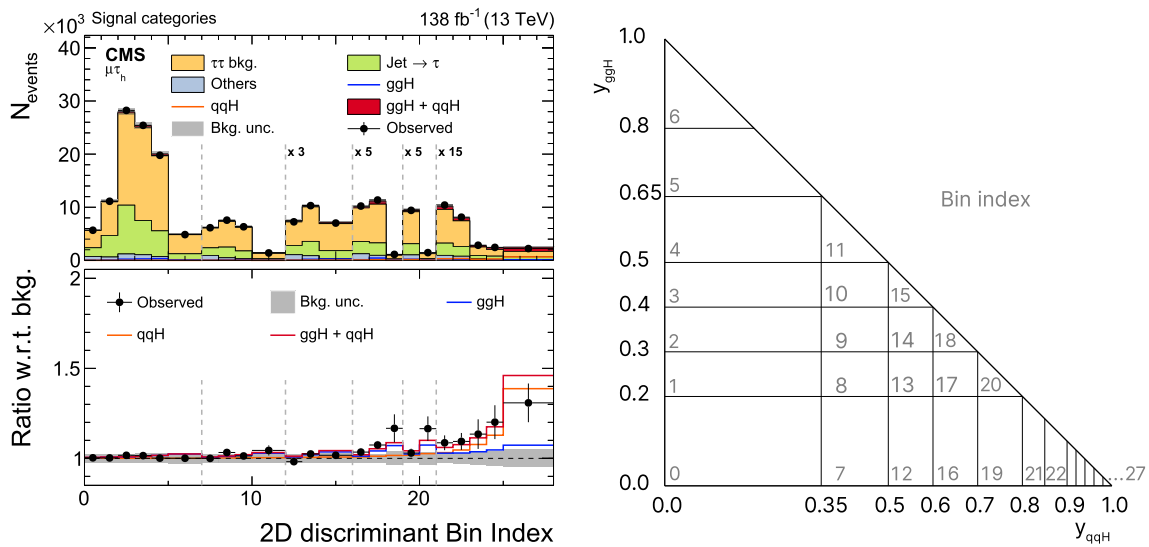 ×10³ Signal categories 138 fb⁻¹ (13 TeV)
CMS
μτₕ
ττ bkg. Jet → τ
Others ggH
qqH ggH + qqH
Bkg. unc. Observed
x 3 x 5 x 5 x 15
40
30
20
10
0
N_events
2
1.5
1
Observed Bkg. unc. ggH
qqH ggH + qqH
Ratio w.r.t. bkg.
0 10 20
2D discriminant Bin Index
y_ggH
1.0
0.8
0.65
0.5
0.4
0.3
0.2
0.0
Bin index
6
5
4 11
3 10 15
2 9 14 18
1 8 13 17 20
0 7 12 16 19 21 22 ...27
0.0 0.35 0.5 0.6 0.7 0.8 0.9 1.0
y_qqH